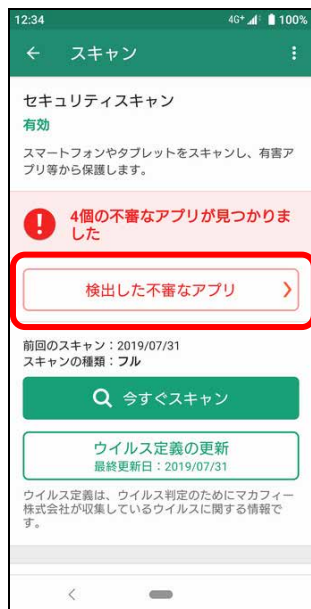 12:34 4G+ 100%
← スキャン
セキュリティスキャン
有効
スマートフォンやタブレットをスキャンし、有害ア
プリ等から保護します。
4個の不審なアプリが見つかりま
した
検出した不審なアプリ
前回のスキャン：2019/07/31
スキャンの種類：フル
今すぐスキャン
ウイルス定義の更新
最終更新日：2019/07/31
ウイルス定義は、ウイルス判定のためにマカフィー
株式会社が収集しているウイルスに関する情報で
す。